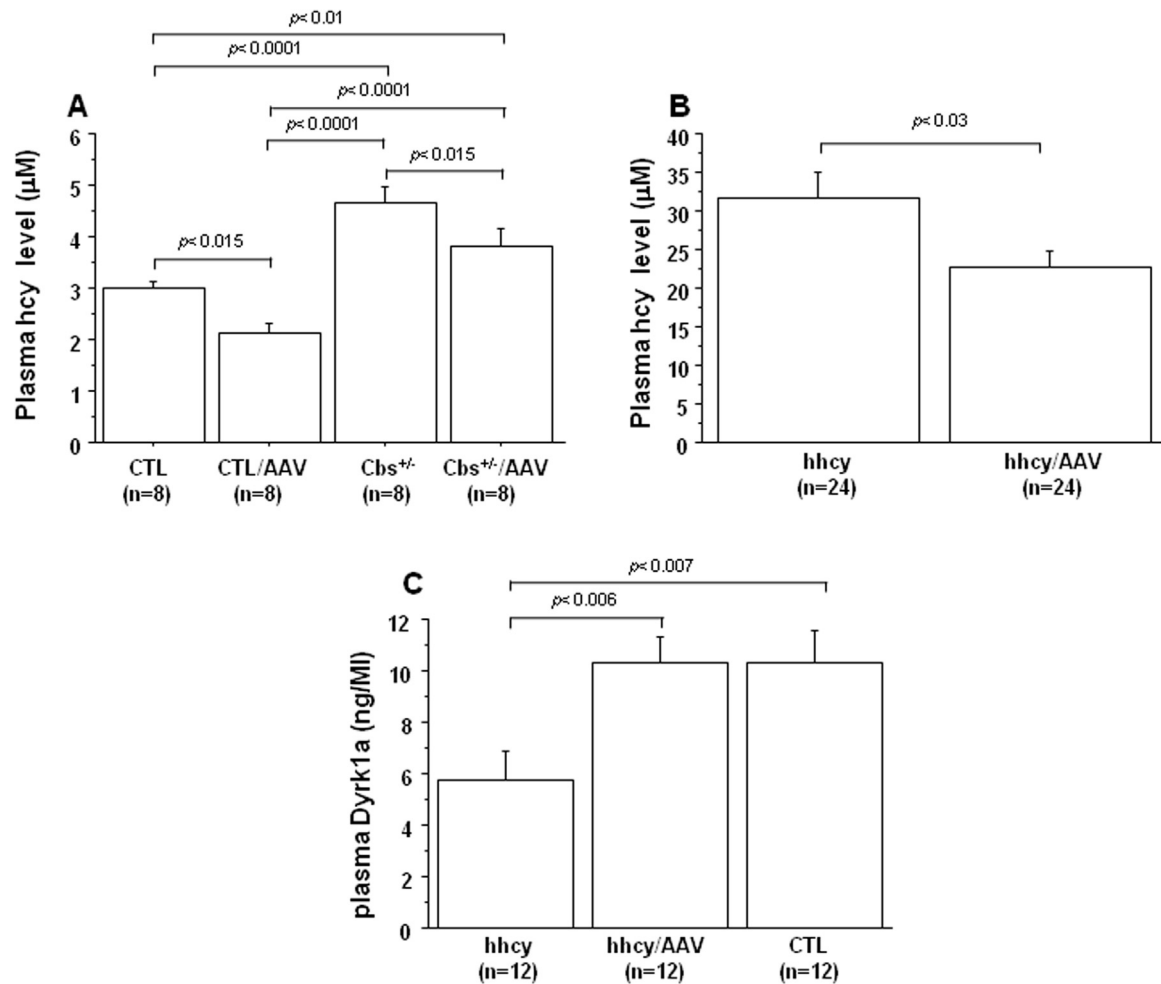 p< 0.01
p< 0.0001
A
p< 0.0001
p< 0.0001
p< 0.015
p< 0.015
Plasma hcy level (µM)
6
5
4
3
2
1
0
CTL CTL/AAV Cbs+/- Cbs+/-/AAV
(n=8) (n=8) (n=8) (n=8)
B
p< 0.03
Plasma hcy level (µM)
40
35
30
25
20
15
10
5
0
hhcy hhcy/AAV
(n=24) (n=24)
C
p< 0.007
p< 0.006
plasma Dyrk1a (ng/Ml)
12
10
8
6
4
2
0
hhcy hhcy/AAV CTL
(n=12) (n=12) (n=12)